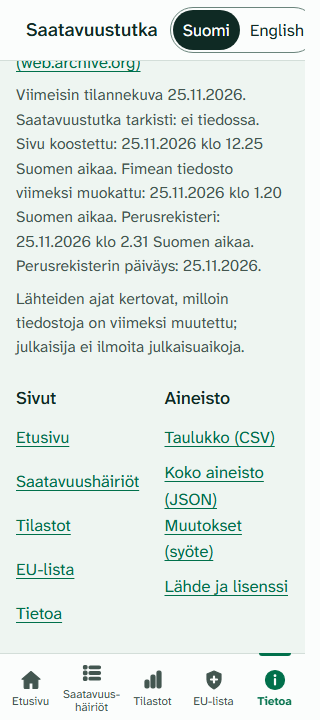 Saatavuustutka
Suomi
English
(web.archive.org)
Viimeisin tilannekuva 25.11.2026.
Saatavuustutka tarkisti: ei tiedossa.
Sivu koostettu: 25.11.2026 klo 12.25
Suomen aikaa. Fimean tiedosto
viimeksi muokattu: 25.11.2026 klo 1.20
Suomen aikaa. Perusrekisteri:
25.11.2026 klo 2.31 Suomen aikaa.
Perusrekisterin päiväys: 25.11.2026.
Lähteiden ajat kertovat, milloin
tiedostoja on viimeksi muutettu;
julkaisija ei ilmoita julkaisuaikoja.
Sivut
Etusivu
Saatavuushäiriöt
Tilastot
EU-lista
Tietoa
Aineisto
Taulukko (CSV)
Koko aineisto
(JSON)
Muutokset
(syöte)
Lähde ja lisenssi
Etusivu
Saatavuus-
häiriöt
Tilastot
EU-lista
Tietoa